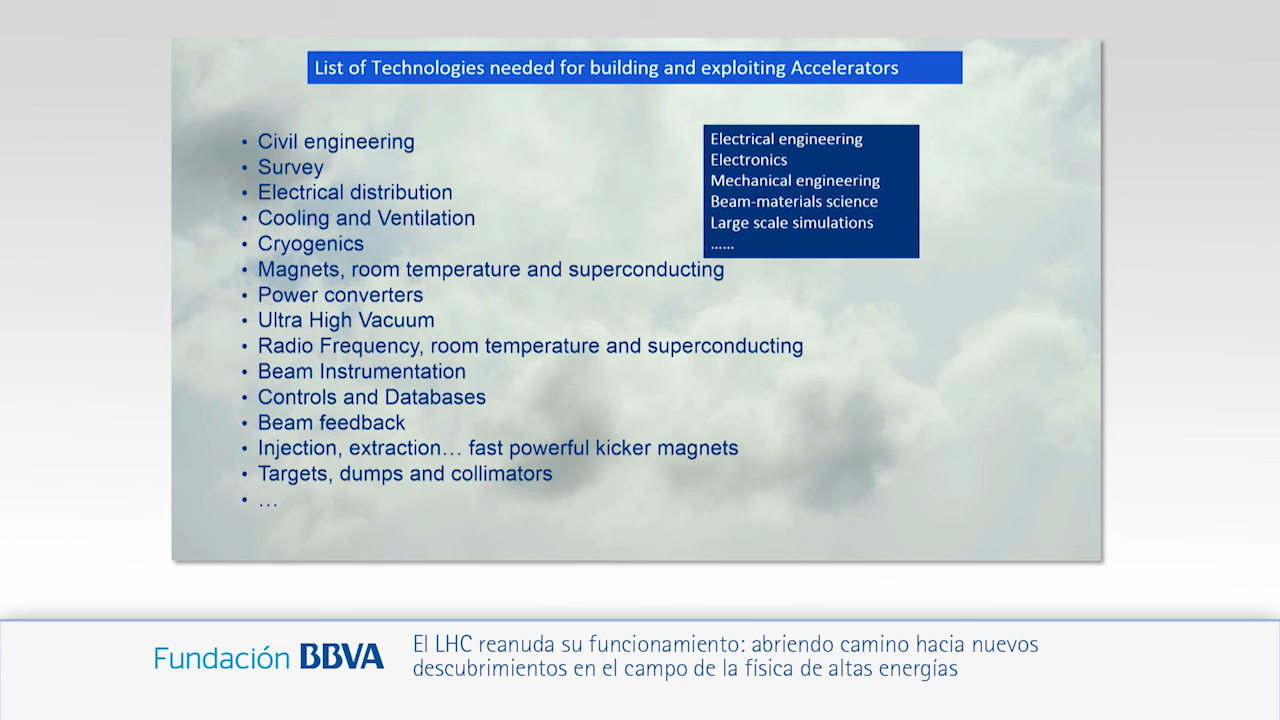 List of Technologies needed for building and exploiting Accelerators
• Civil engineering
• Survey
• Electrical distribution
• Cooling and Ventilation
• Cryogenics
• Magnets, room temperature and superconducting
• Power converters
• Ultra High Vacuum
• Radio Frequency, room temperature and superconducting
• Beam Instrumentation
• Controls and Databases
• Beam feedback
• Injection, extraction… fast powerful kicker magnets
• Targets, dumps and collimators
• …
Electrical engineering
Electronics
Mechanical engineering
Beam-materials science
Large scale simulations
......
Fundación BBVA
El LHC reanuda su funcionamiento: abriendo camino hacia nuevos
descubrimientos en el campo de la física de altas energías